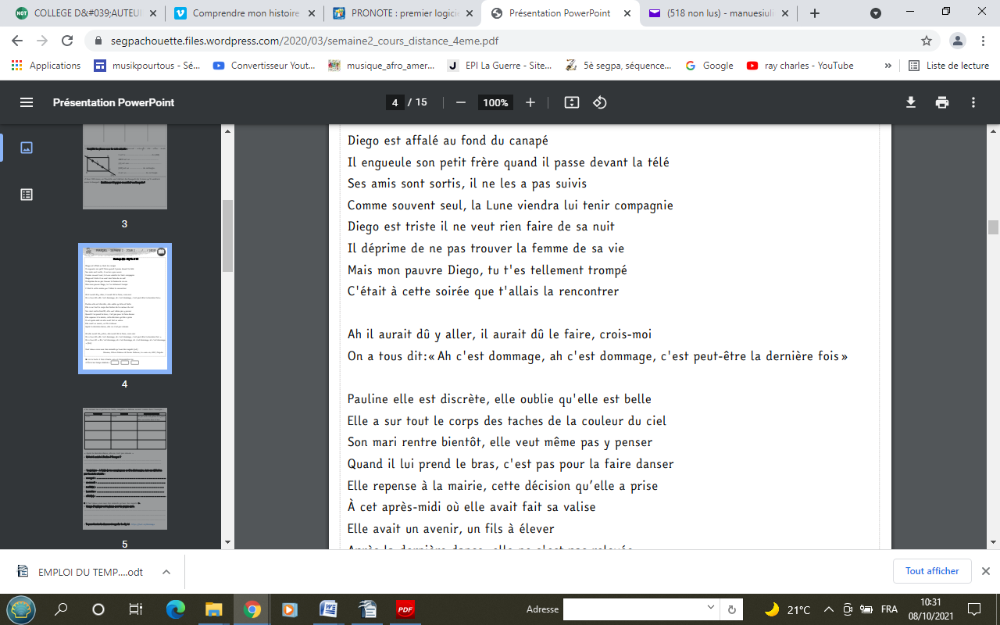 COLLEGE D&#039;AUTEUI
Comprendre mon histoire
PRONOTE : premier logicie
Présentation PowerPoint
(518 non lus) - manuesiuli
segpachouette.files.wordpress.com/2020/03/semaine2_cours_distance_4eme.pdf
Applications
musikpourtous - Sé...
Convertisseur Yout...
musique_afro_amer...
EPI La Guerre - Site...
5è segpa, séquence...
Google
ray charles - YouTube
»
Liste de lecture
Présentation PowerPoint
4 / 15
100%
3
4
5
Diego est affalé au fond du canapé
Il engueule son petit frère quand il passe devant la télé
Ses amis sont sortis, il ne les a pas suivis
Comme souvent seul, la Lune viendra lui tenir compagnie
Diego est triste il ne veut rien faire de sa nuit
Il déprime de ne pas trouver la femme de sa vie
Mais mon pauvre Diego, tu t'es tellement trompé
C'était à cette soirée que t'allais la rencontrer
Ah il aurait dû y aller, il aurait dû le faire, crois-moi
On a tous dit:« Ah c'est dommage, ah c'est dommage, c'est peut-être la dernière fois »
Pauline elle est discrète, elle oublie qu'elle est belle
Elle a sur tout le corps des taches de la couleur du ciel
Son mari rentre bientôt, elle veut même pas y penser
Quand il lui prend le bras, c'est pas pour la faire danser
Elle repense à la mairie, cette décision qu’elle a prise
À cet après-midi où elle avait fait sa valise
Elle avait un avenir, un fils à élever
Après la dernière danse, elle ne s'est pas relevée
EMPLOI DU TEMP....odt
Tout afficher
Adresse
21°C
FRA
10:31
08/10/2021
PDF